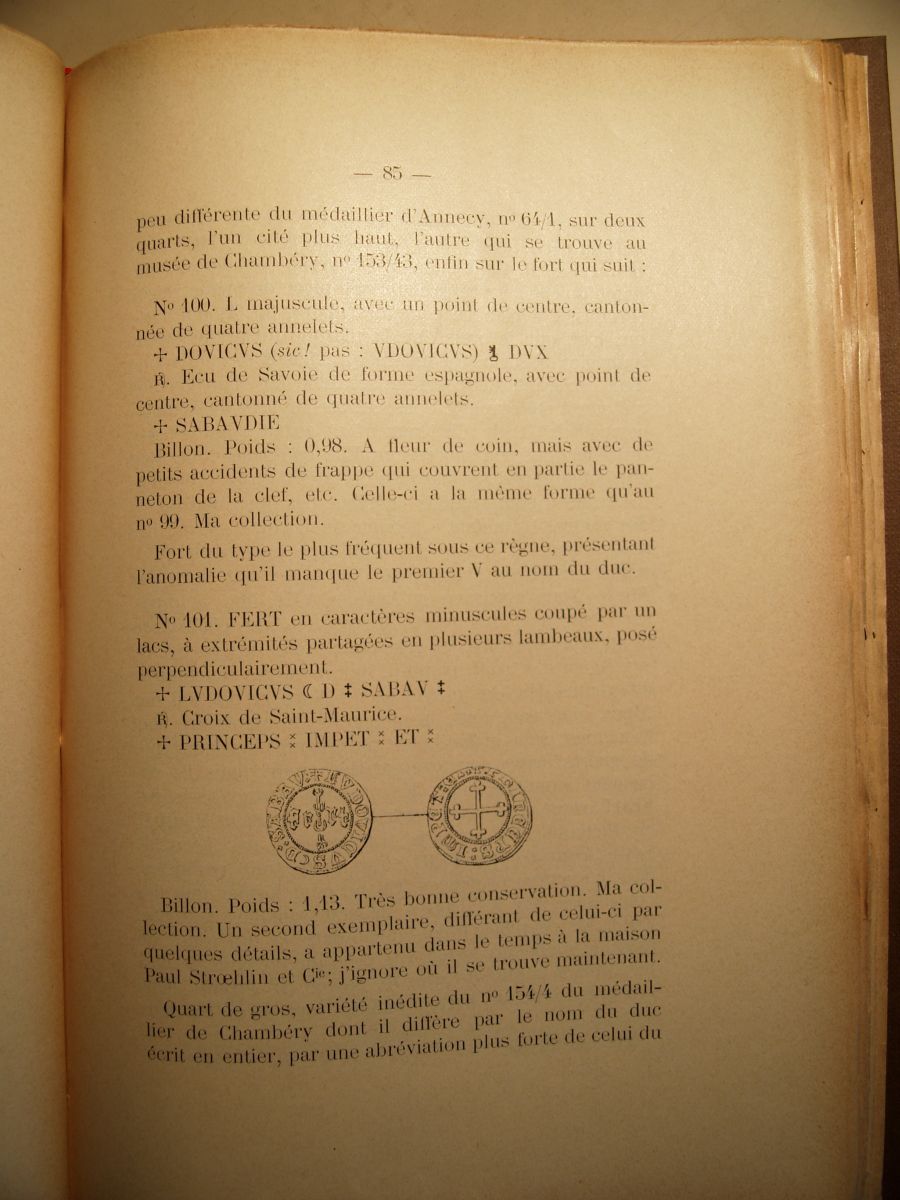 — 85 —
peu différente du médaillier d'Annecy, nº 64/1, sur deux
quarts, l'un cité plus haut, l'autre qui se trouve au
musée de Chambéry, nº 153/43, enfin sur le fort qui suit :
Nº 100. L majuscule, avec un point de centre, canton-
née de quatre annelets.
☩ DOVICVS (sic! pas : VDOVICVS) DVX
℟. Ecu de Savoie de forme espagnole, avec point de
centre, cantonné de quatre annelets.
☩ SABAVDIE
Billon. Poids : 0,98. A fleur de coin, mais avec de
petits accidents de frappe qui couvrent en partie le pan-
neton de la clef, etc. Celle-ci a la même forme qu'au
nº 99. Ma collection.
Fort du type le plus fréquent sous ce règne, présentant
l'anomalie qu'il manque le premier V au nom du duc.
Nº 101. FERT en caractères minuscules coupé par un
lacs, à extrémités partagées en plusieurs lambeaux, posé
perpendiculairement.
☩ LVDOVICVS ☾ D ‡ SABAV ‡
℟. Croix de Saint-Maurice.
☩ PRINCEPS ⁝ IMPET ⁝ ET ⁝
Billon. Poids : 1,13. Très bonne conservation. Ma col-
lection. Un second exemplaire, différant de celui-ci par
quelques détails, a appartenu dans le temps à la maison
Paul Strœhlin et Cie; j'ignore où il se trouve maintenant.
Quart de gros, variété inédite du nº 154/4 du médail-
lier de Chambéry dont il diffère par le nom du duc
écrit en entier, par une abréviation plus forte de celui du